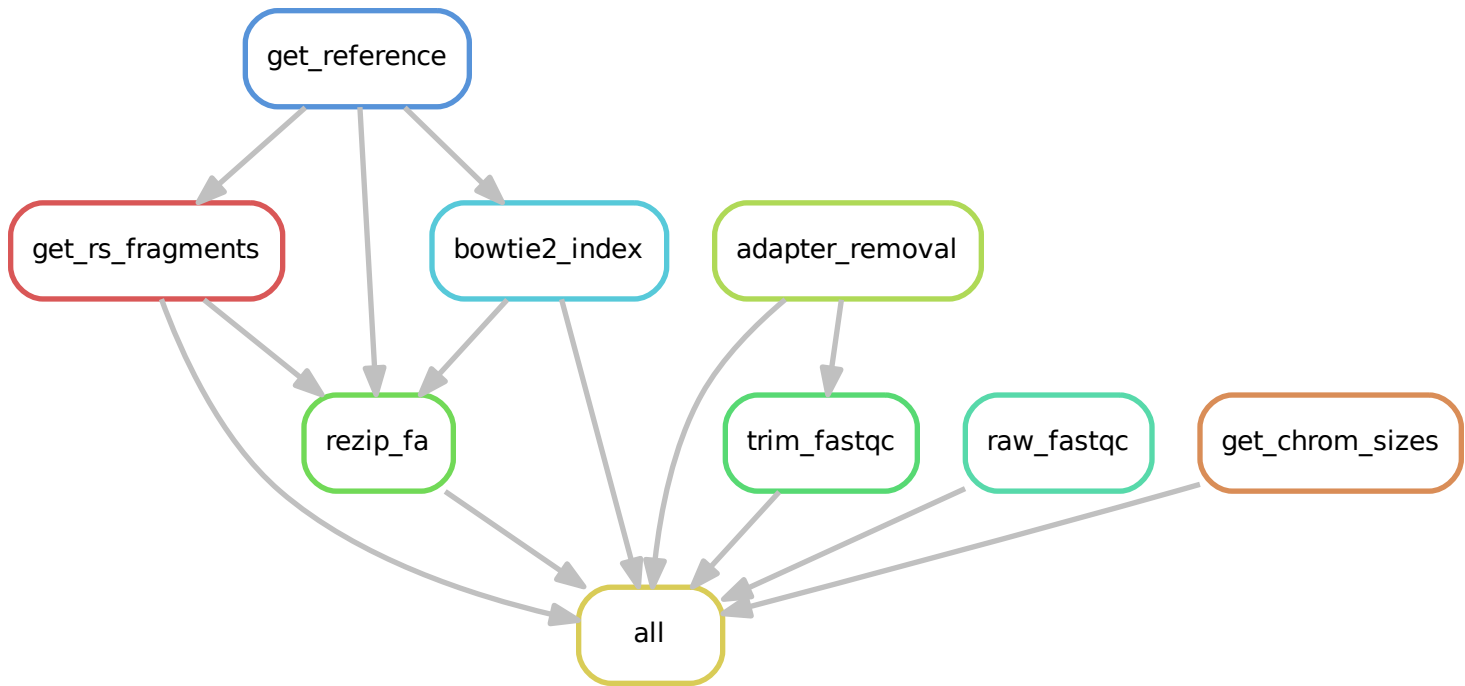 get_reference
get_rs_fragments
bowtie2_index
adapter_removal
rezip_fa
trim_fastqc
raw_fastqc
get_chrom_sizes
all